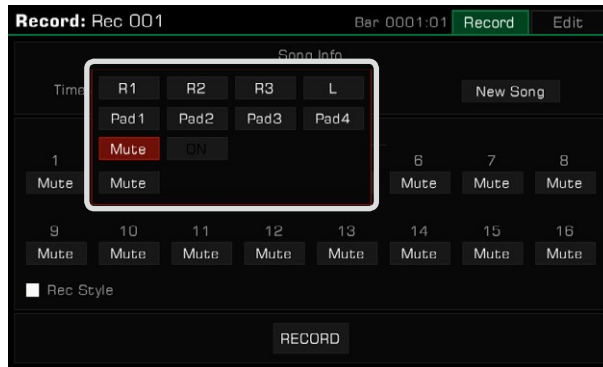 Record: Rec 001 Bar 0001:01 Record Edit
Song Info
Time New Song
R1 R2 R3 L
Pad1 Pad2 Pad3 Pad4
Mute ON
1 6 7 8
Mute Mute Mute Mute Mute
9 10 11 12 13 14 15 16
Mute Mute Mute Mute Mute Mute Mute Mute
Rec Style
RECORD